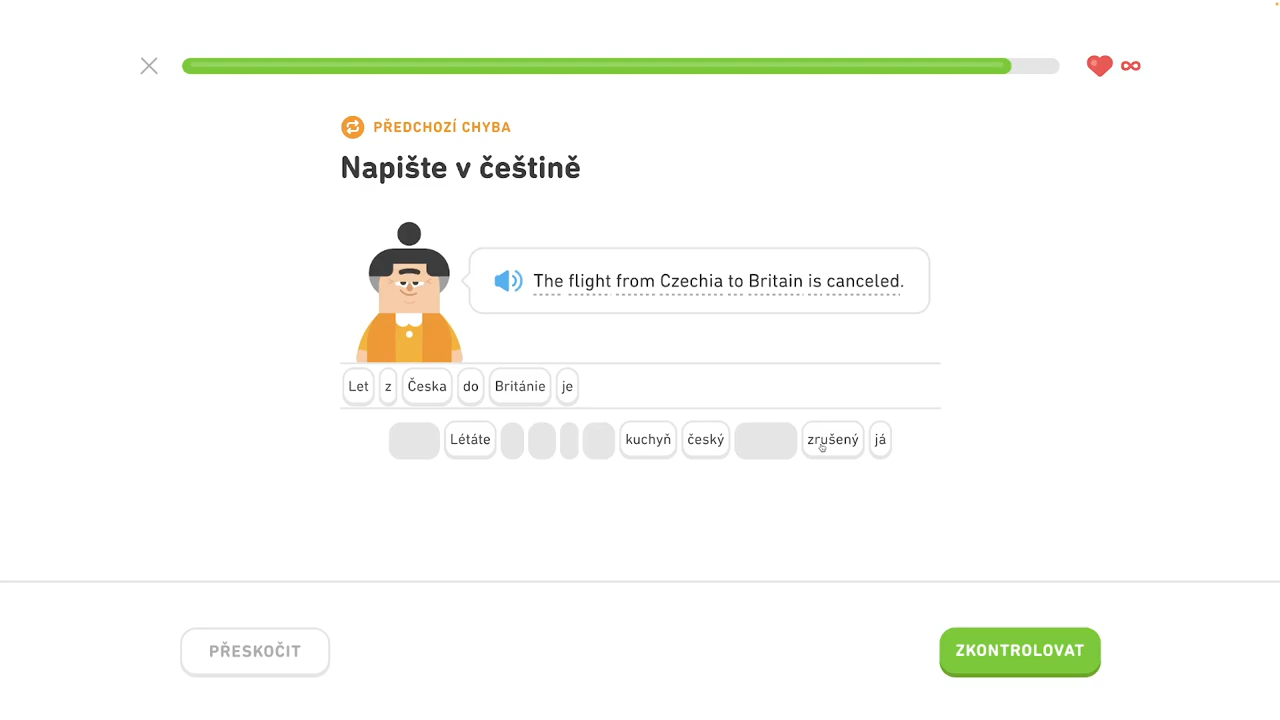 PŘEDCHOZÍ CHYBA
Napište v češtině
The flight from Czechia to Britain is canceled.
Let z Česka do Británie je
Létáte kuchyň český zrušený já
PŘESKOČIT
ZKONTROLOVAT